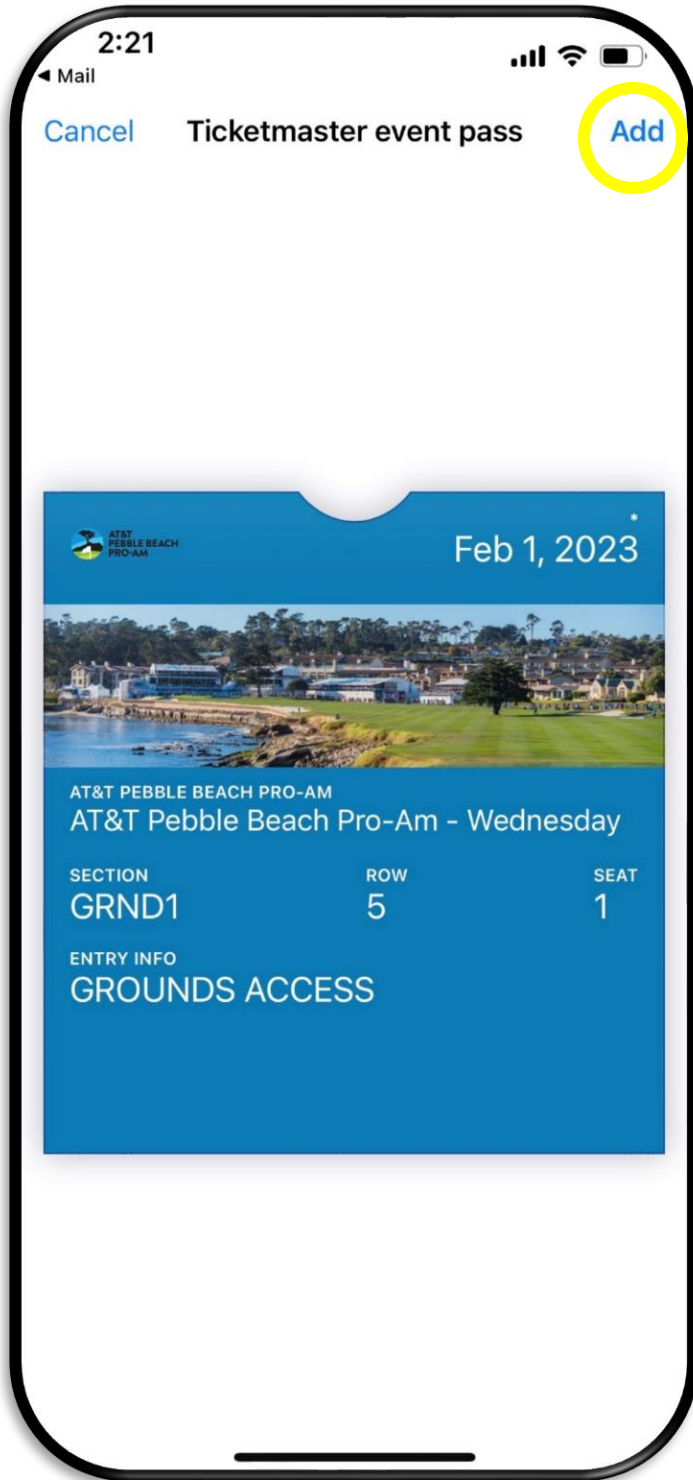 2:21
◀ Mail
Cancel Ticketmaster event pass Add
AT&T
PEBBLE BEACH
PRO-AM
*
Feb 1, 2023
AT&T PEBBLE BEACH PRO-AM
AT&T Pebble Beach Pro-Am - Wednesday
SECTION ROW SEAT
GRND1 5 1
ENTRY INFO
GROUNDS ACCESS